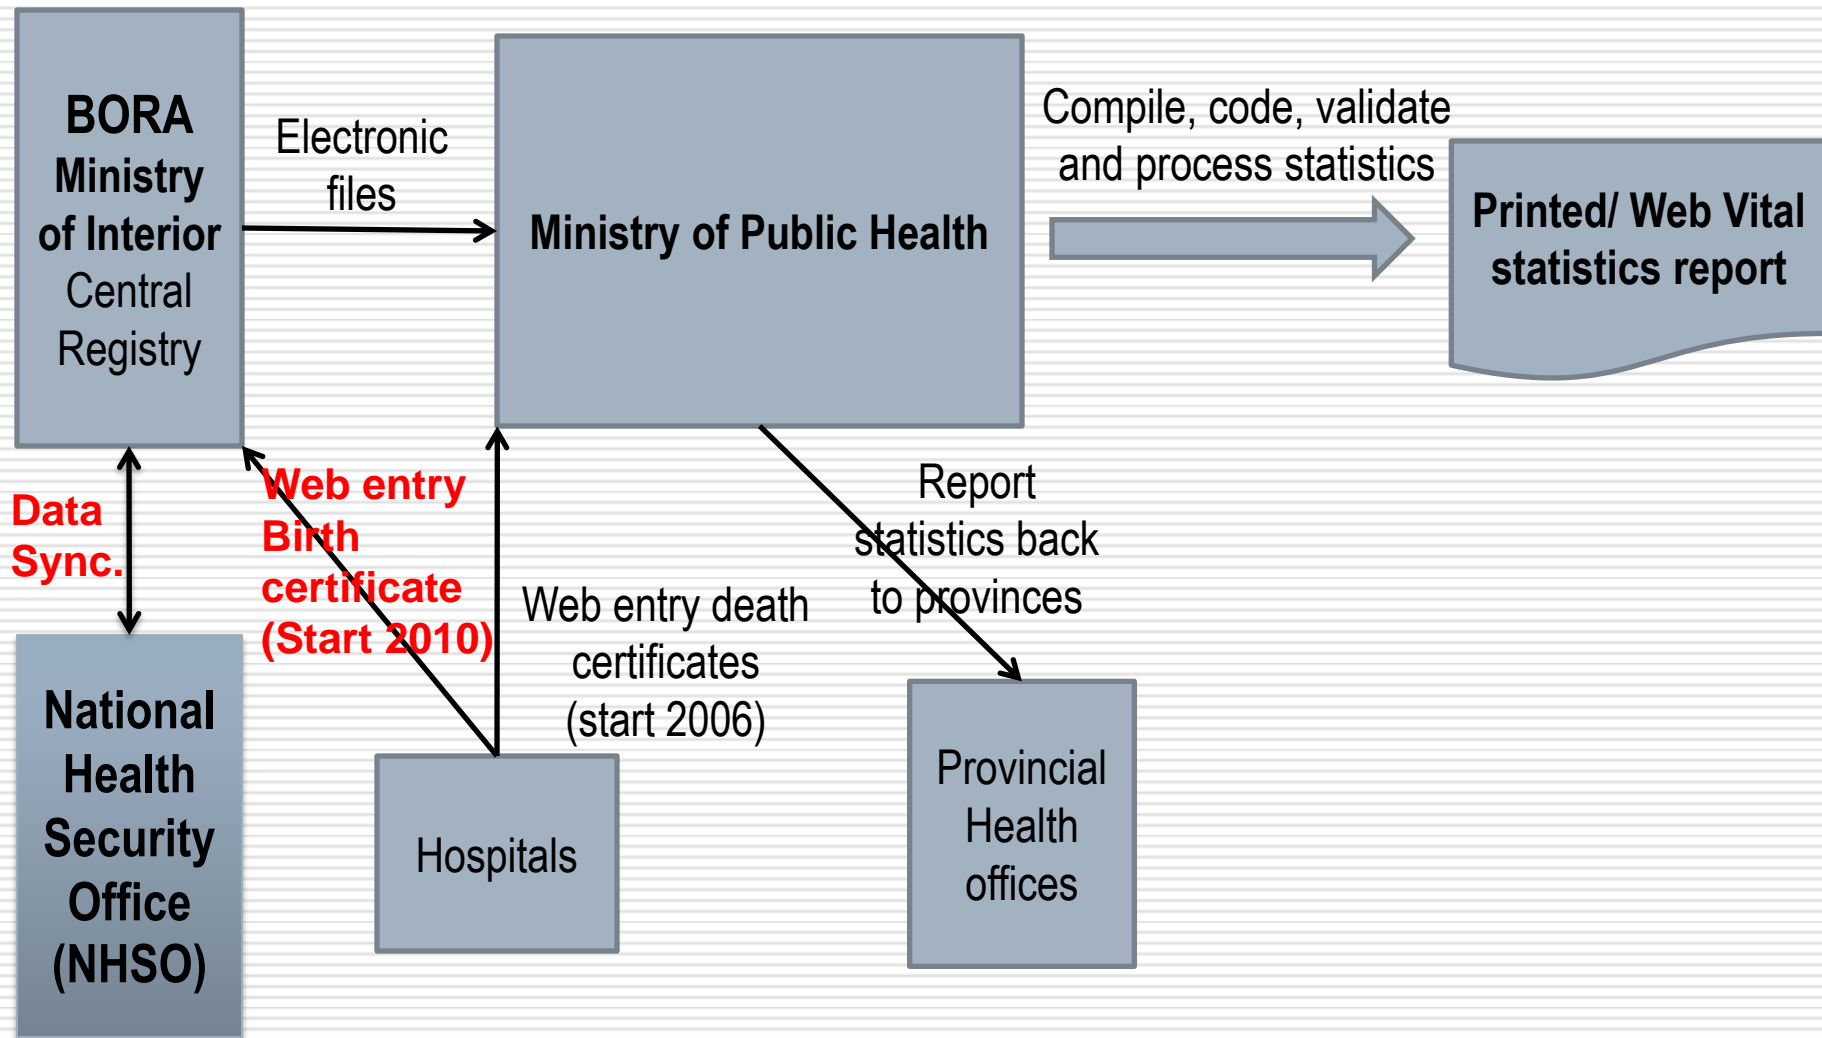 BORA
Ministry
of Interior
Central
Registry
Electronic
files
Ministry of Public Health
Compile, code, validate
and process statistics
Printed/ Web Vital
statistics report
Data
Sync.
Web entry
Birth
certificate
(Start 2010)
Web entry death
certificates
(start 2006)
Report
statistics back
to provinces
National
Health
Security
Office
(NHSO)
Hospitals
Provincial
Health
offices